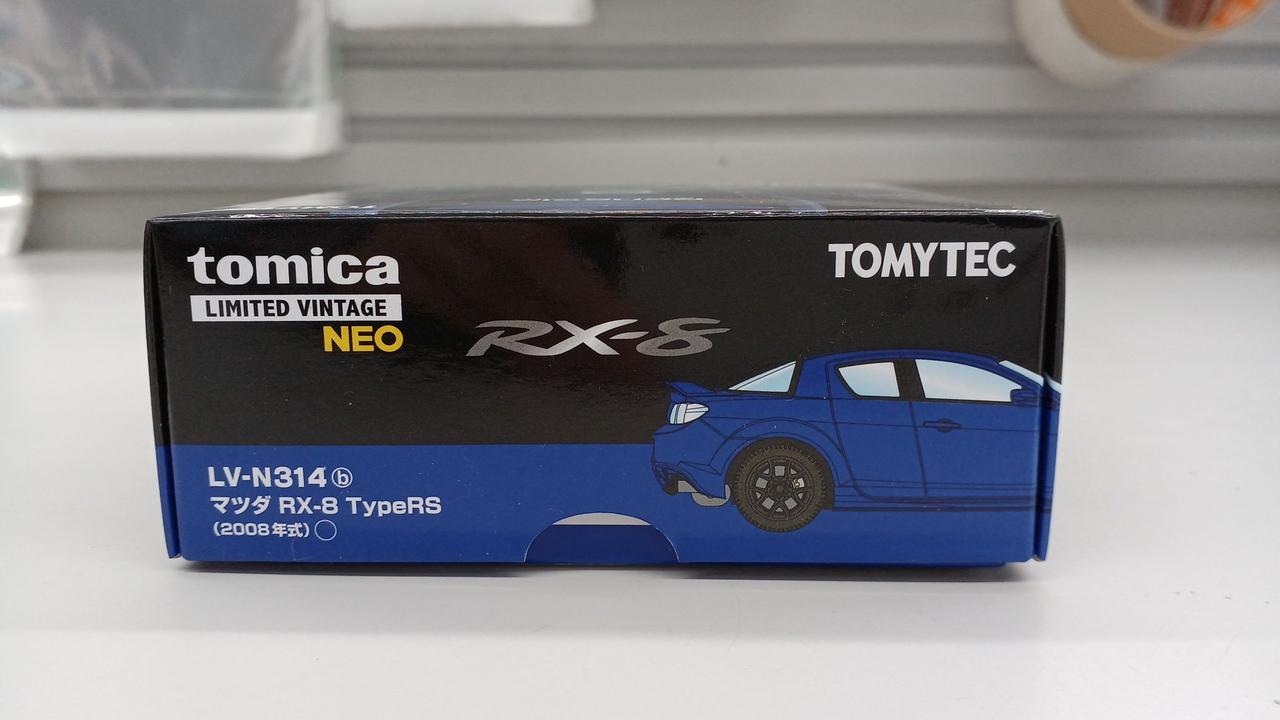 tomica
LIMITED VINTAGE
NEO
TOMYTEC
RX-8
LV-N314 ⓑ
マツダ RX-8 TypeRS
(2008年式)○